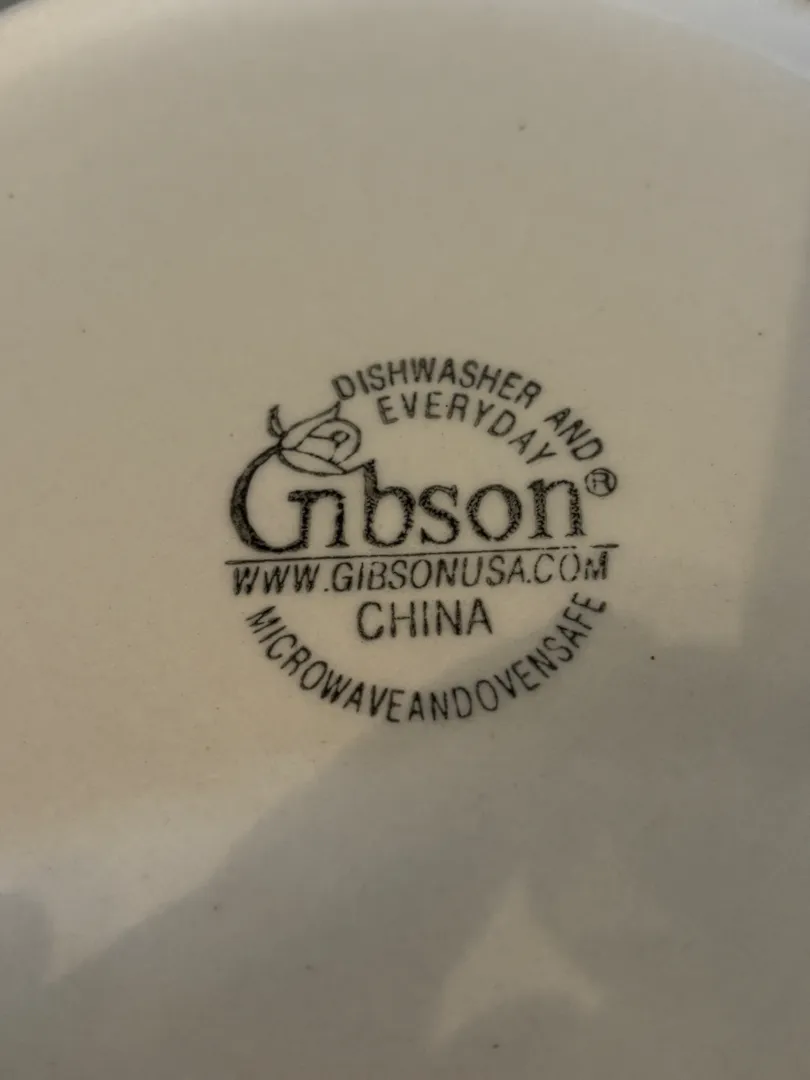 DISHWASHER AND
EVERYDAY
Gibson®
WWW.GIBSONUSA.COM
CHINA
MICROWAVEANDOVENSAFE